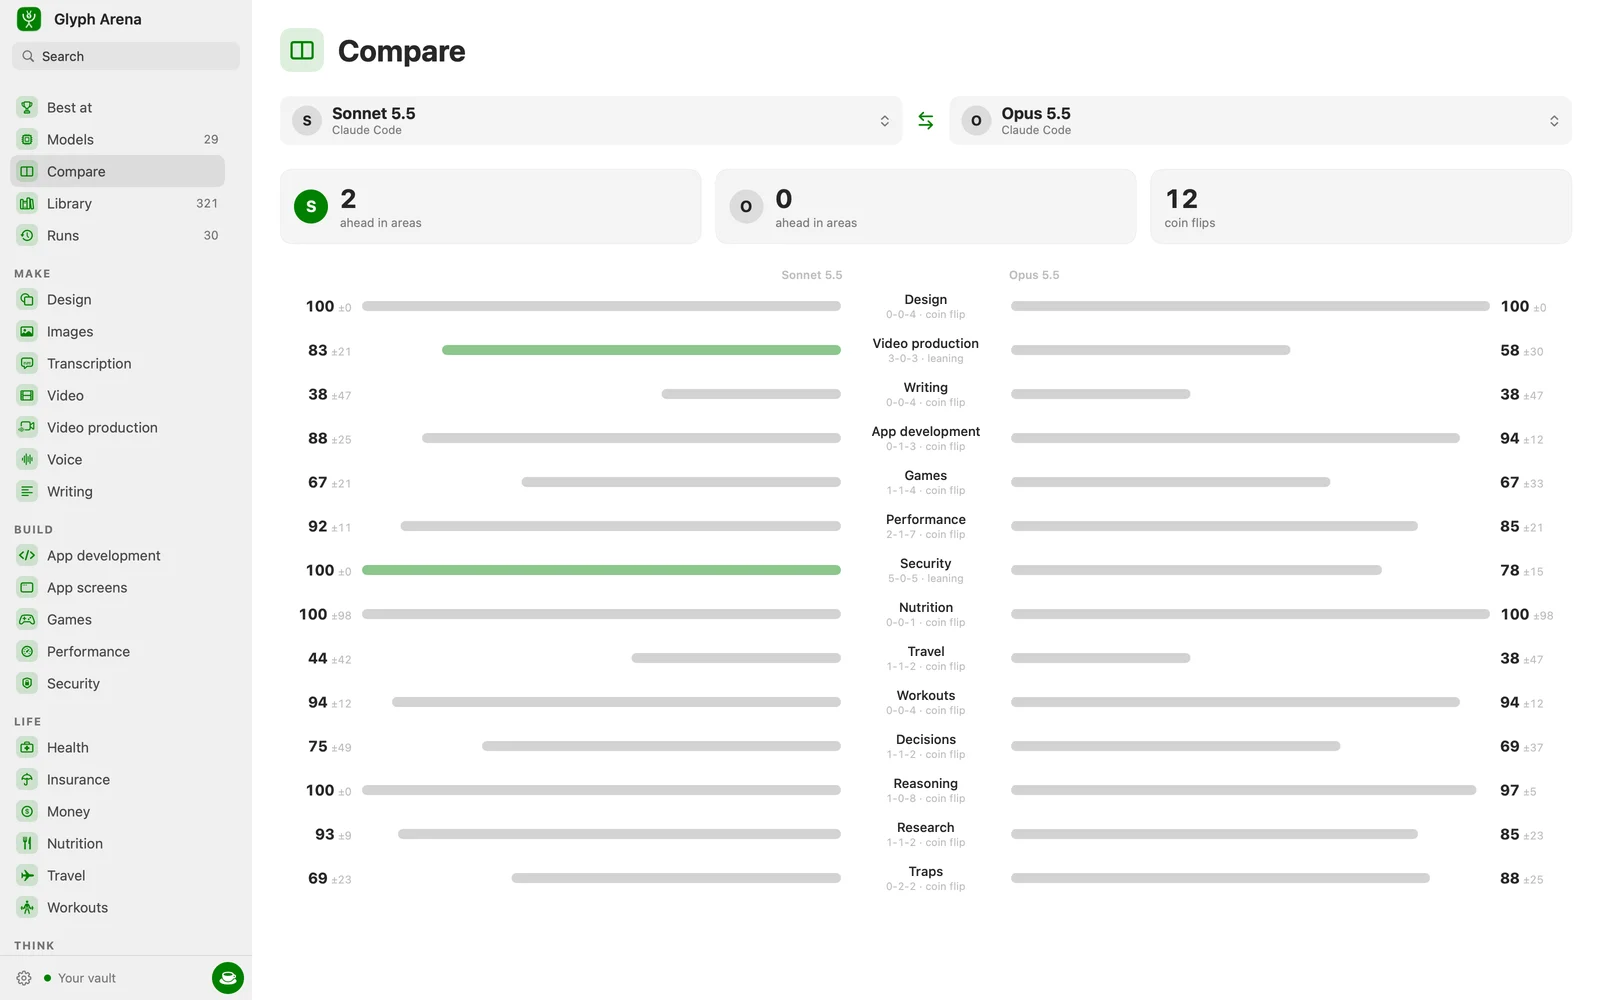 Glyph Arena
Search
Best at
Models 29
Compare
Library 321
Runs 30
MAKE
Design
Images
Transcription
Video
Video production
Voice
Writing
BUILD
App development
App screens
Games
Performance
Security
LIFE
Health
Insurance
Money
Nutrition
Travel
Workouts
THINK
Your vault
Compare
S Sonnet 5.5
Claude Code
O Opus 5.5
Claude Code
S 2
ahead in areas
O 0
ahead in areas
12
coin flips
Sonnet 5.5 Opus 5.5
100 ±0 Design 100 ±0
0-0-4 · coin flip
83 ±21 Video production 58 ±30
3-0-3 · leaning
38 ±47 Writing 38 ±47
0-0-4 · coin flip
88 ±25 App development 94 ±12
0-1-3 · coin flip
67 ±21 Games 67 ±33
1-1-4 · coin flip
92 ±11 Performance 85 ±21
2-1-7 · coin flip
100 ±0 Security 78 ±15
5-0-5 · leaning
100 ±98 Nutrition 100 ±98
0-0-1 · coin flip
44 ±42 Travel 38 ±47
1-1-2 · coin flip
94 ±12 Workouts 94 ±12
0-0-4 · coin flip
75 ±49 Decisions 69 ±37
1-1-2 · coin flip
100 ±0 Reasoning 97 ±5
1-0-8 · coin flip
93 ±9 Research 85 ±23
1-1-2 · coin flip
69 ±23 Traps 88 ±25
0-2-2 · coin flip